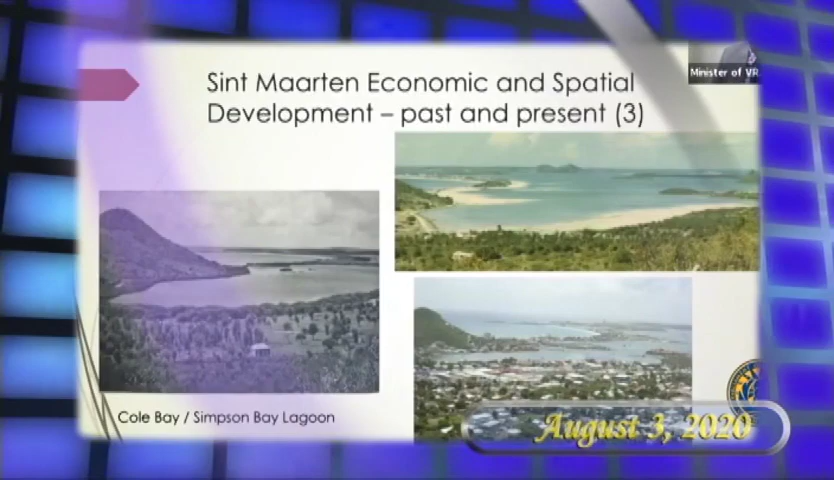 Sint Maarten Economic and Spatial
Development – past and present (3)
Minister of VR
Cole Bay / Simpson Bay Lagoon
August 3, 2020